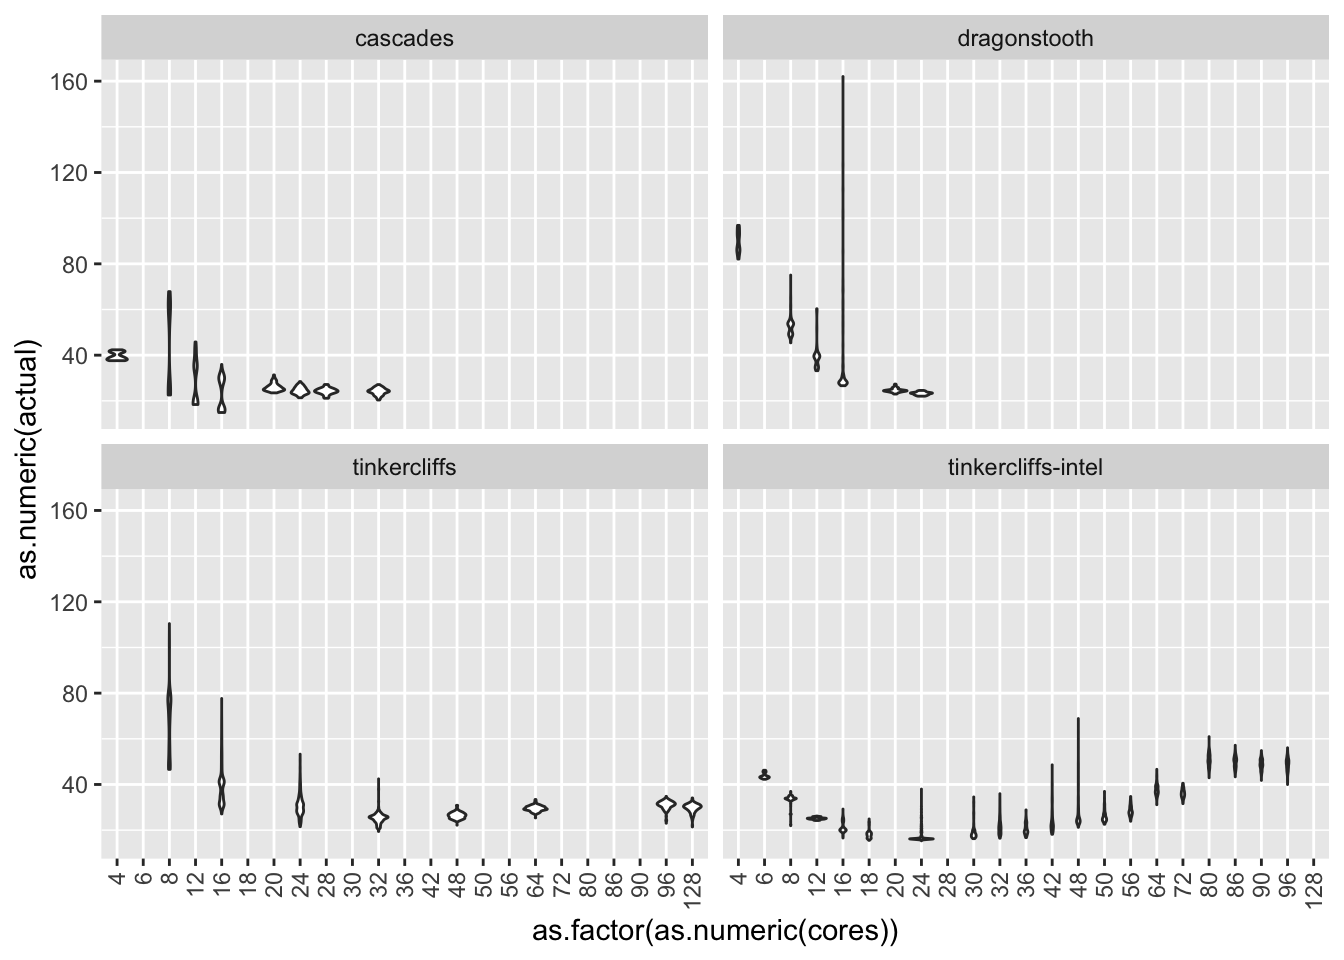 cascades
dragonstooth
160
120
80
40
tinkercliffs
tinkercliffs-intel
160
120
80
40
as.numeric(actual)
4 6 8 12 16 18 20 24 28 30 32 36 42 48 50 56 64 72 80 86 90 96 128
4 6 8 12 16 18 20 24 28 30 32 36 42 48 50 56 64 72 80 86 90 96 128
as.factor(as.numeric(cores))